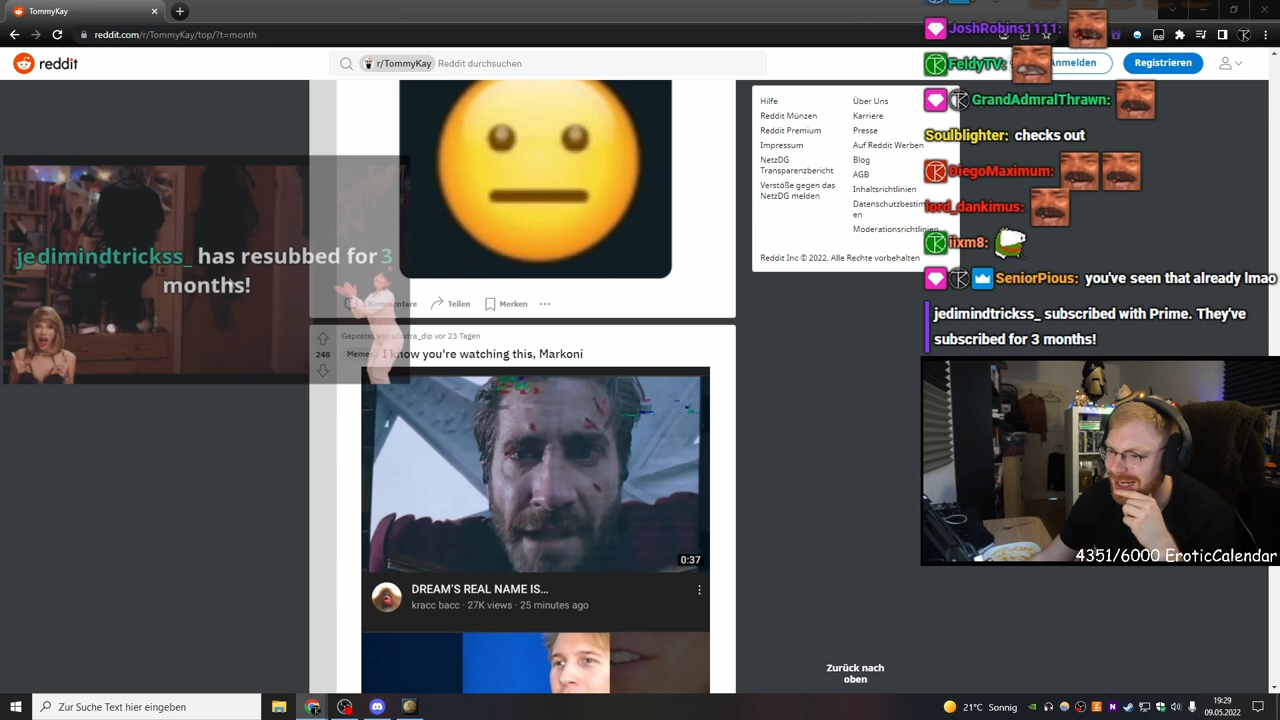 TommyKay
reddit.com/r/TommyKay/top/?t=month
reddit
r/TommyKay
Reddit durchsuchen
Anmelden
Registrieren
Hilfe
Reddit Münzen
Reddit Premium
Impressum
NetzDG
Transparenzbericht
Verstöße gegen das
NetzDG melden
Über Uns
Karriere
Presse
Auf Reddit Werben
Blog
AGB
Inhaltsrichtlinien
en
Moderationsrichtlinien
Reddit Inc © 2022. Alle Rechte vorbehalten
jedimindtrickss_ has resubbed for 3
months!
Kommentare
Teilen
Merken
vor 23 Tagen
248
Memes
I know you're watching this, Markoni
0:37
DREAM'S REAL NAME IS...
kracc bacc · 27K views · 25 minutes ago
Zurück nach
oben
JoshRobins1111:
FeldyTV:
GrandAdmralThrawn:
Soulblighter: checks out
DiegoMaximum:
lord_dankimus:
iixm8:
SeniorPious: you've seen that already lmao
jedimindtrickss_ subscribed with Prime. They've
subscribed for 3 months!
4351/6000 EroticCalendar
Zur Suche Text hier eingeben
21°C Sonnig
19:29
09.05.2022